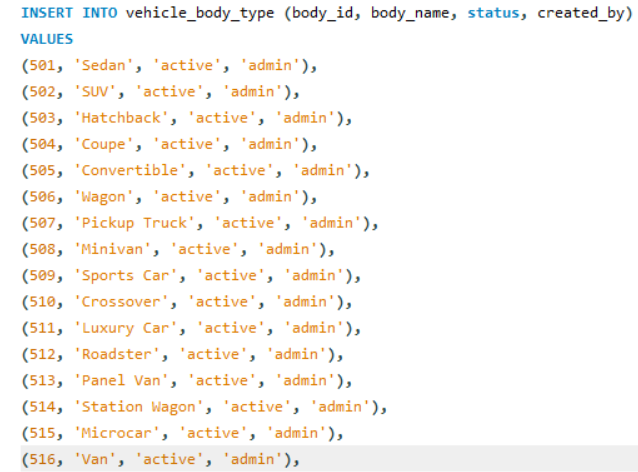 INSERT INTO vehicle_body_type (body_id, body_name, status, created_by)
VALUES
(501, 'Sedan', 'active', 'admin'),
(502, 'SUV', 'active', 'admin'),
(503, 'Hatchback', 'active', 'admin'),
(504, 'Coupe', 'active', 'admin'),
(505, 'Convertible', 'active', 'admin'),
(506, 'Wagon', 'active', 'admin'),
(507, 'Pickup Truck', 'active', 'admin'),
(508, 'Minivan', 'active', 'admin'),
(509, 'Sports Car', 'active', 'admin'),
(510, 'Crossover', 'active', 'admin'),
(511, 'Luxury Car', 'active', 'admin'),
(512, 'Roadster', 'active', 'admin'),
(513, 'Panel Van', 'active', 'admin'),
(514, 'Station Wagon', 'active', 'admin'),
(515, 'Microcar', 'active', 'admin'),
(516, 'Van', 'active', 'admin'),